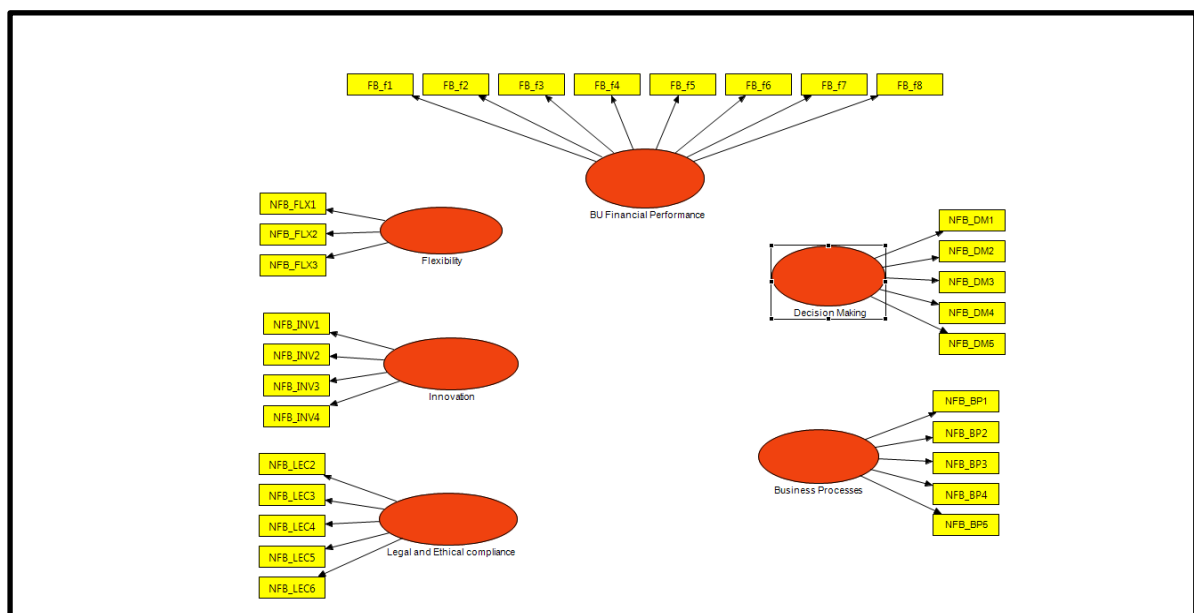 FB_f1
FB_f2
FB_f3
FB_f4
FB_f5
FB_f6
FB_f7
FB_f8
BU Financial Performance
NFB_FLX1
NFB_FLX2
NFB_FLX3
Flexibility
NFB_DM1
NFB_DM2
NFB_DM3
NFB_DM4
NFB_DM5
Decision Making
NFB_INV1
NFB_INV2
NFB_INV3
NFB_INV4
Innovation
NFB_BP1
NFB_BP2
NFB_BP3
NFB_BP4
NFB_BP5
Business Processes
NFB_LEC2
NFB_LEC3
NFB_LEC4
NFB_LEC5
NFB_LEC6
Legal and Ethical compliance